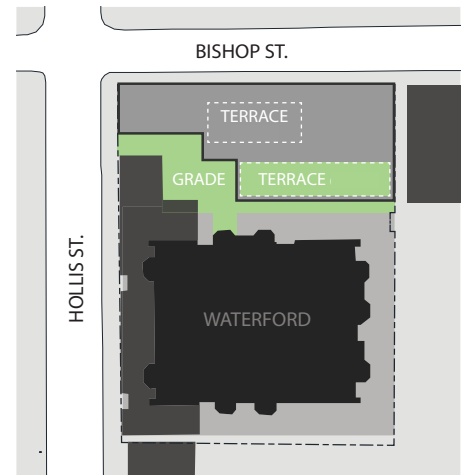 BISHOP ST.
TERRACE
GRADE
TERRACE
HOLLIS ST.
WATERFORD